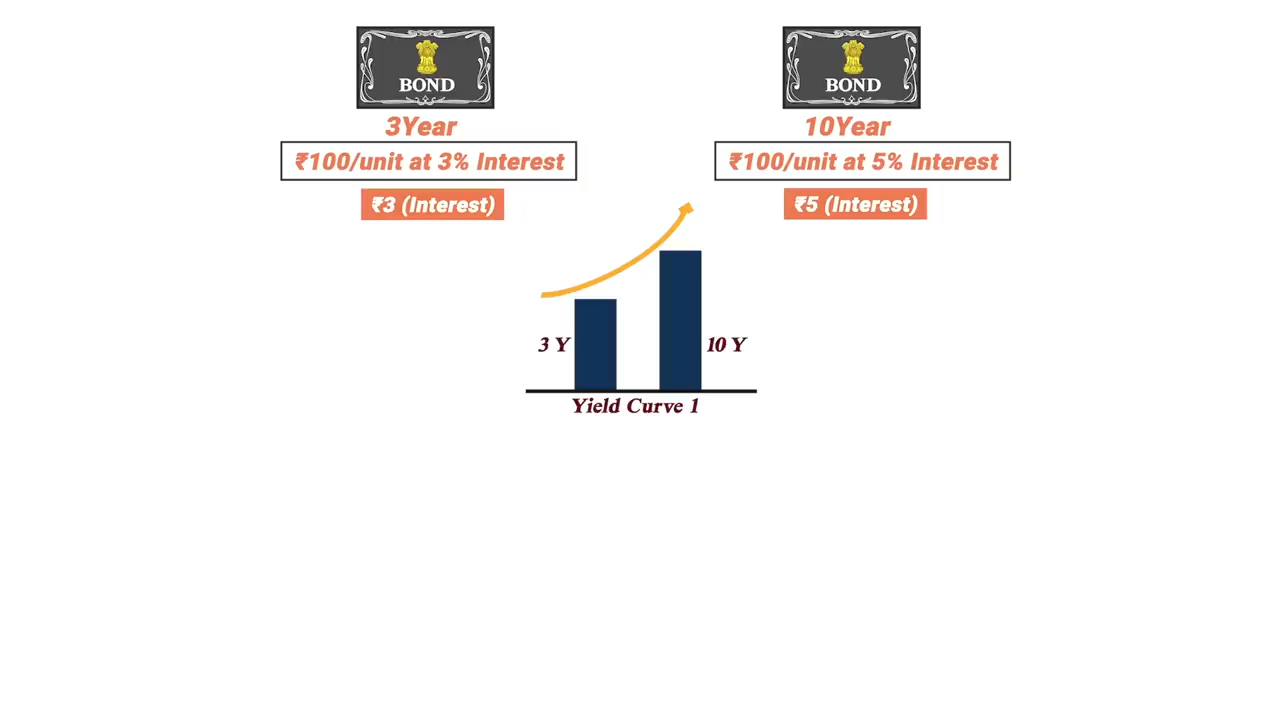 BOND
BOND
3Year
10Year
₹100/unit at 3% Interest
₹100/unit at 5% Interest
₹3 (Interest)
₹5 (Interest)
3 Y
10 Y
Yield Curve 1